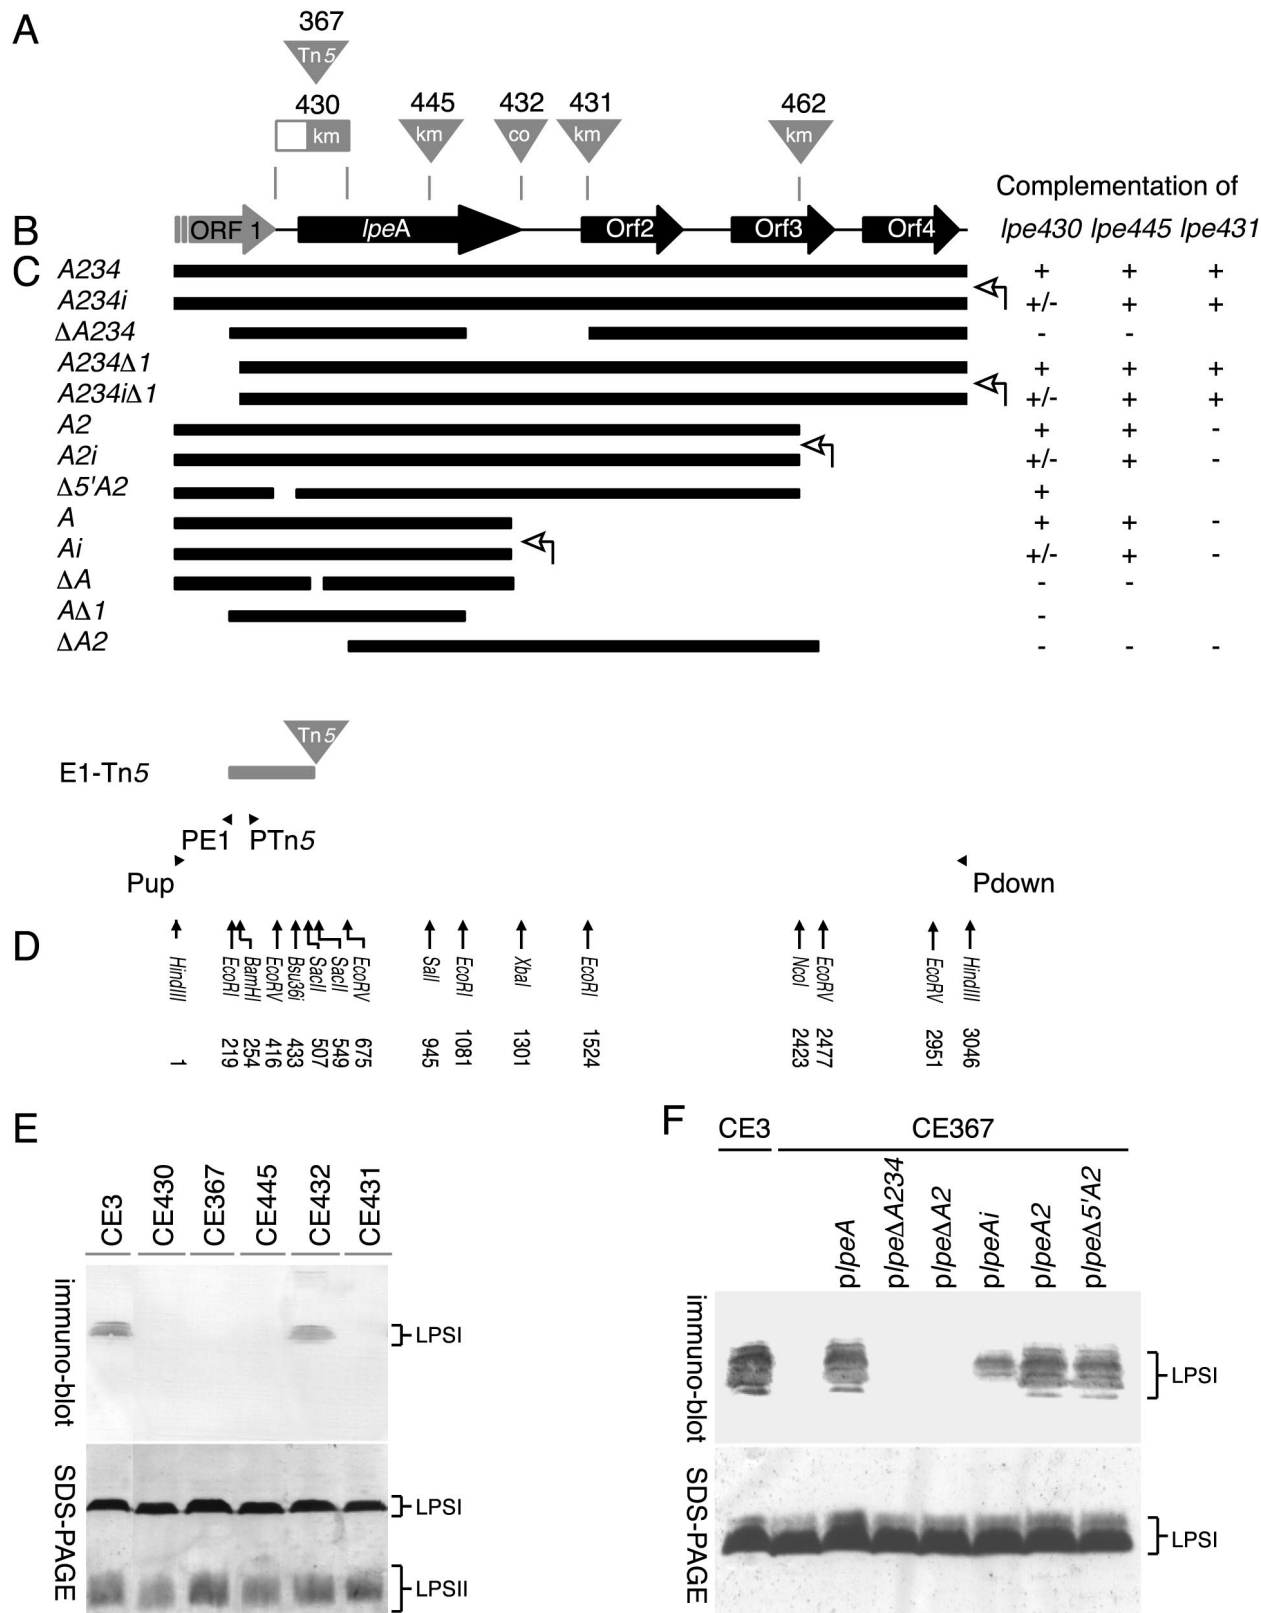 A
367
Tn5
430
km
445
km
432
co
431
km
462
km
Complementation of
lpe430 lpe445 lpe431
B
ORF 1
lpeA
Orf2
Orf3
Orf4
C
A234 + + +
A234i +/- + +
ΔA234 - -
A234Δ1 + + +
A234iΔ1 +/- + +
A2 + + -
A2i +/- + -
Δ5'A2 +
A + + -
Ai +/- + -
ΔA - -
AΔ1 -
ΔA2 - - -
Tn5
E1-Tn5
PE1 PTn5
Pup
Pdown
D
HindIII 1
EcoRI 219
BamHI 254
EcoRV 416
Bsu36i 433
SacII 507
SacII 549
EcoRV 675
SalI 945
EcoRI 1081
XbaI 1301
EcoRI 1524
NcoI 2423
EcoRV 2477
EcoRV 2951
HindIII 3046
E
CE3
CE430
CE367
CE445
CE432
CE431
immuno-blot
LPSI
SDS-PAGE
LPSI
LPSII
F
CE3
CE367
plpeA
plpeΔA234
plpeΔA2
plpeAi
plpeA2
plpeΔ5'A2
immuno-blot
LPSI
SDS-PAGE
LPSI